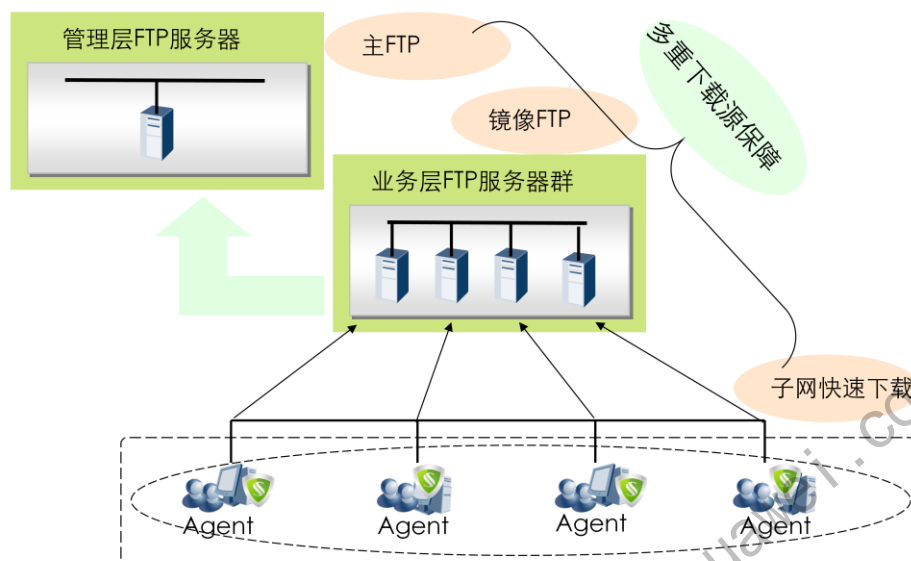 管理层FTP服务器
主FTP
多重下载源保障
镜像FTP
业务层FTP服务器群
子网快速下载
Agent
Agent
Agent
Agent